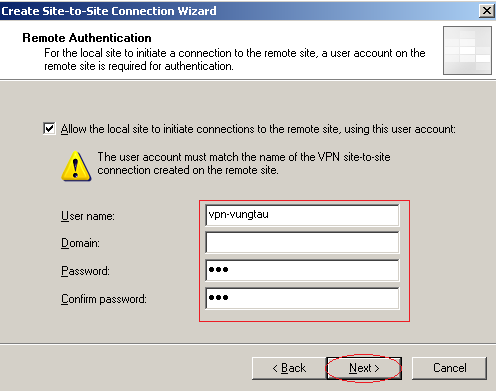 Create Site-to-Site Connection Wizard
Remote Authentication
For the local site to initiate a connection to the remote site, a user account on the
remote site is required for authentication.
Allow the local site to initiate connections to the remote site, using this user account:
The user account must match the name of the VPN site-to-site
connection created on the remote site.
User name:
vpn-vungtau
Domain:
Password:
●●●
Confirm password:
●●●
< Back
Next >
Cancel